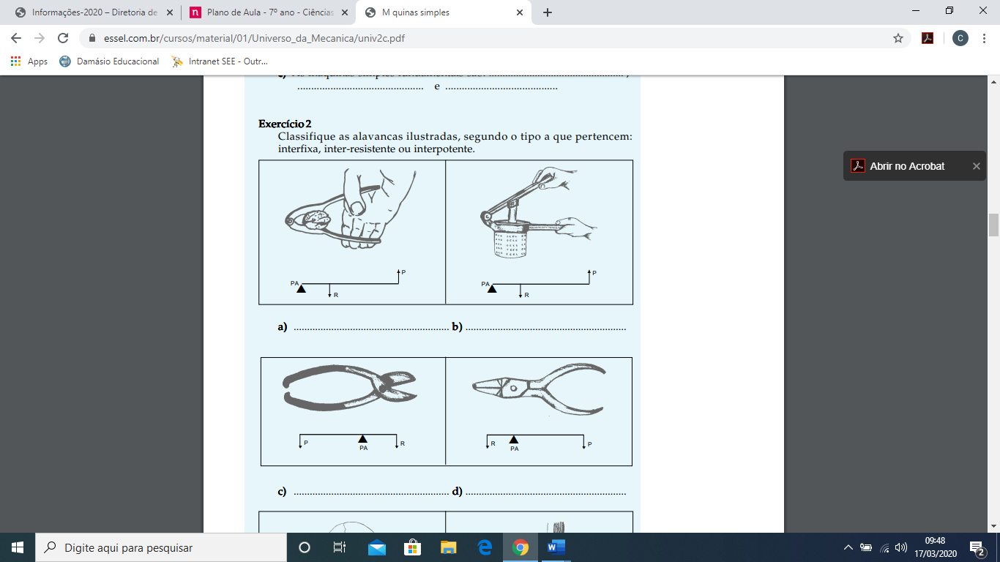 Informações-2020 – Diretoria de
Plano de Aula - 7º ano - Ciências
M quinas simples
essel.com.br/cursos/material/01/Universo_da_Mecanica/univ2c.pdf
C
Apps
Damásio Educacional
Intranet SEE - Outr...
............................................. e ........................................
Exercício 2
Classifique as alavancas ilustradas, segundo o tipo a que pertencem:
interfixa, inter-resistente ou interpotente.
Abrir no Acrobat
PA R P
PA R P
a) ........................................................ b) ..........................................................
P PA R
R PA P
c) ........................................................ d) ..........................................................
Digite aqui para pesquisar
09:48
17/03/2020
2